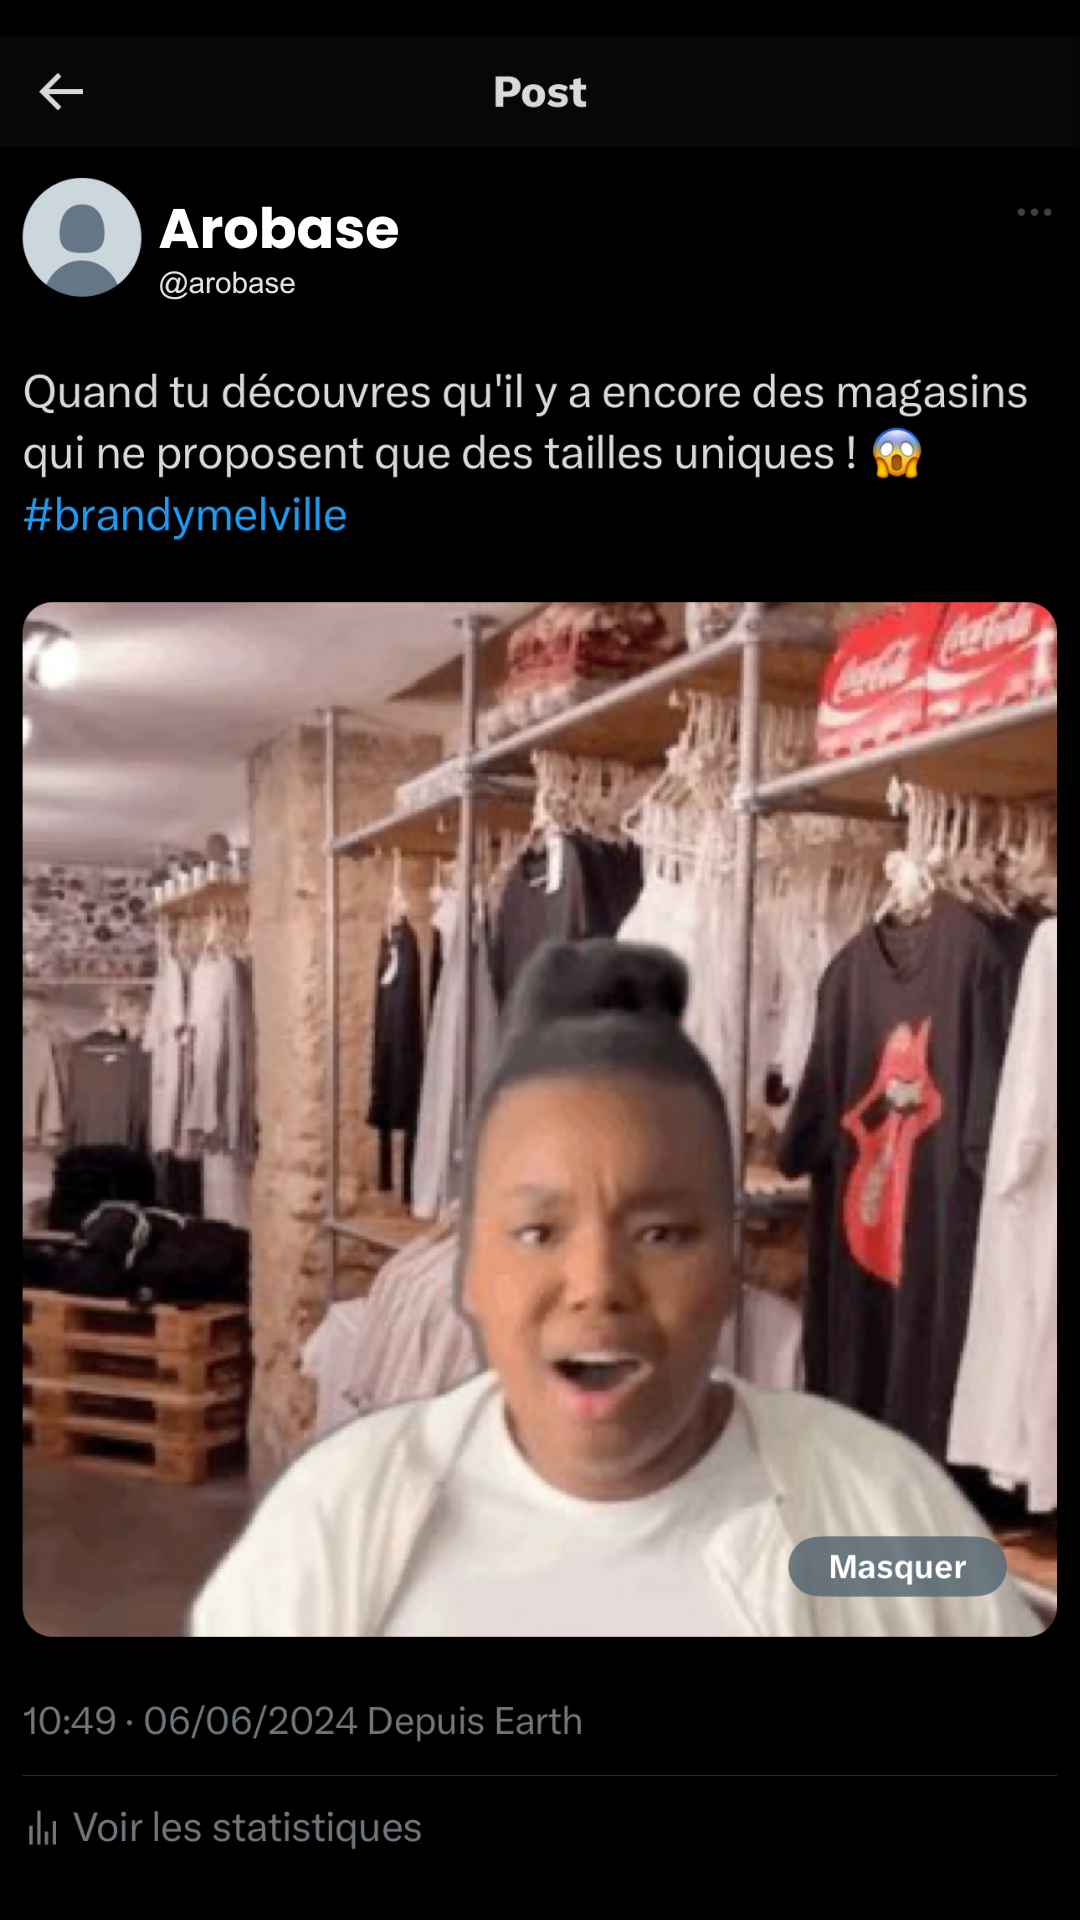 Post
Arobase
@arobase
Quand tu découvres qu'il y a encore des magasins
qui ne proposent que des tailles uniques ! 😱
#brandymelville
Coca-Cola Coca-Cola
Masquer
10:49 · 06/06/2024 Depuis Earth
Voir les statistiques